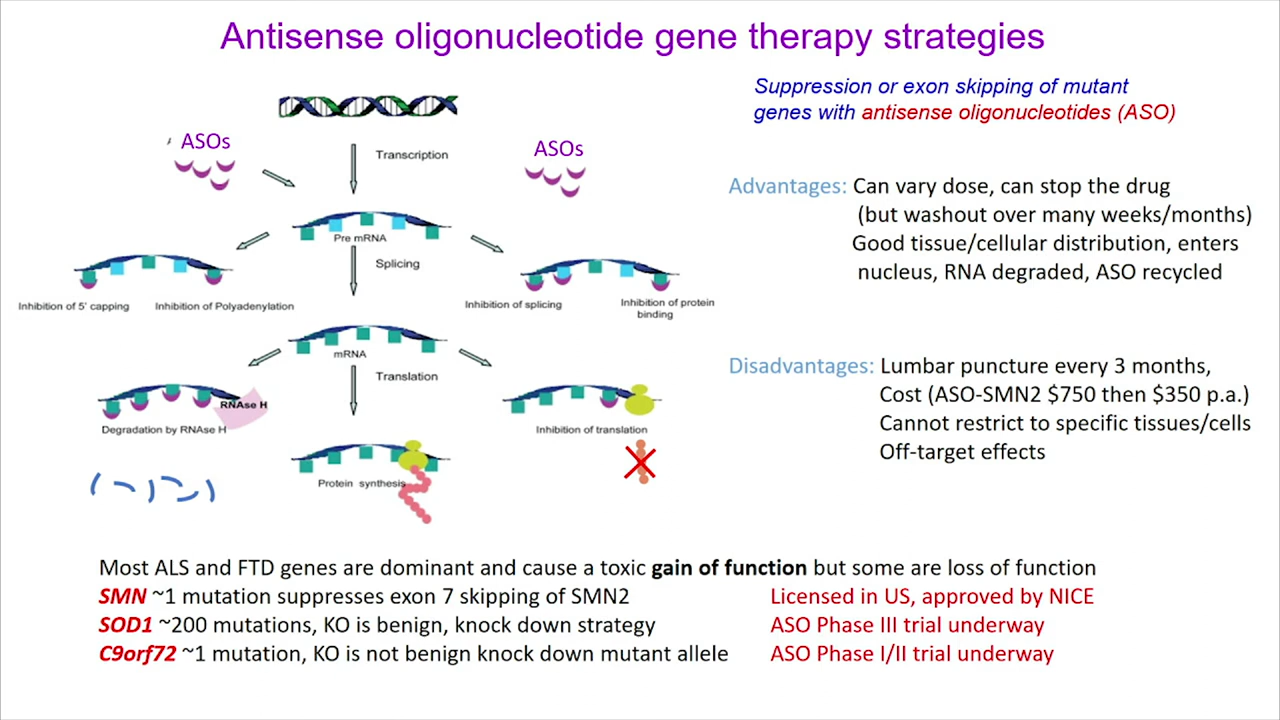 Antisense oligonucleotide gene therapy strategies
Suppression or exon skipping of mutant
genes with antisense oligonucleotides (ASO)
ASOs
ASOs
Transcription
Pre mRNA
Splicing
Inhibition of 5' capping
Inhibition of Polyadenylation
Inhibition of splicing
Inhibition of protein
binding
mRNA
Translation
RNAse H
Degradation by RNAse H
Inhibition of translation
Protein synthesis
Advantages: Can vary dose, can stop the drug
(but washout over many weeks/months)
Good tissue/cellular distribution, enters
nucleus, RNA degraded, ASO recycled
Disadvantages: Lumbar puncture every 3 months,
Cost (ASO-SMN2 $750 then $350 p.a.)
Cannot restrict to specific tissues/cells
Off-target effects
Most ALS and FTD genes are dominant and cause a toxic gain of function but some are loss of function
SMN ~1 mutation suppresses exon 7 skipping of SMN2 Licensed in US, approved by NICE
SOD1 ~200 mutations, KO is benign, knock down strategy ASO Phase III trial underway
C9orf72 ~1 mutation, KO is not benign knock down mutant allele ASO Phase I/II trial underway